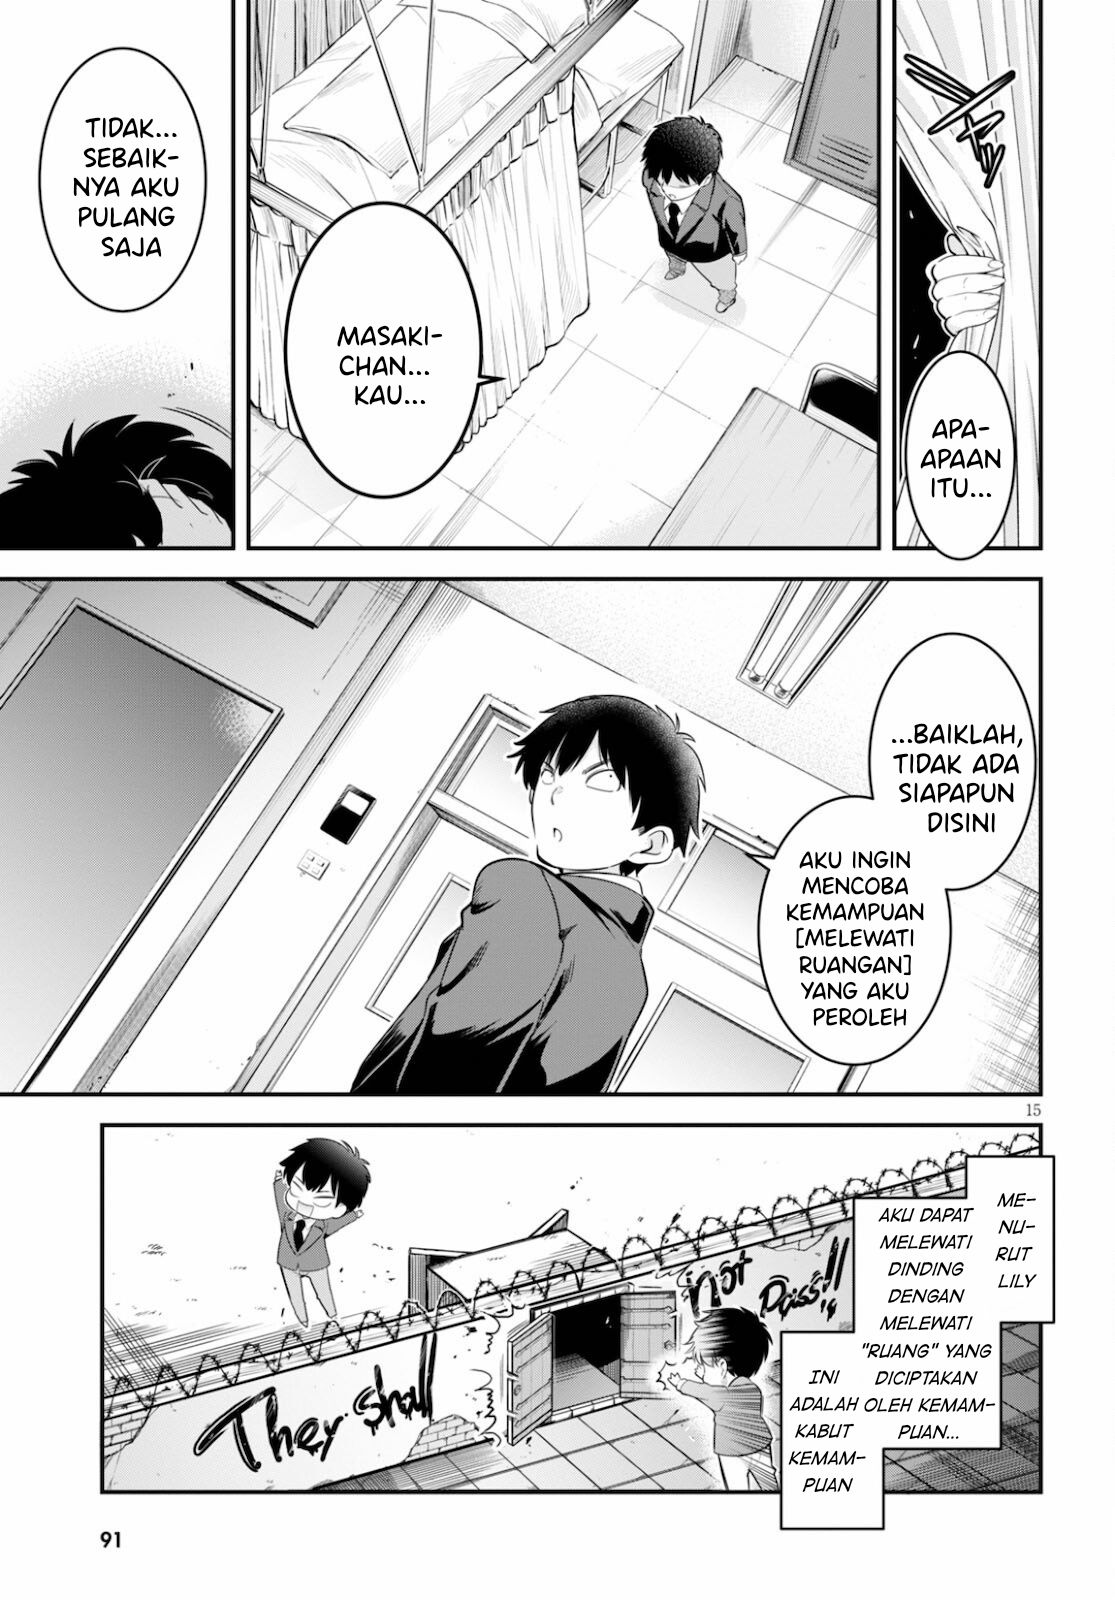 APA-
APAAN
ITU...
MASAKI-
CHAN...
KAU...
TIDAK...
SEBAIK-
NYA AKU
PULANG
SAJA
...BAIKLAH,
TIDAK ADA
SIAPAPUN
DISINI
AKU INGIN
MENCOBA
KEMAMPUAN
[MELEWATI
RUANGAN]
YANG AKU
PEROLEH
15
ME-
NU-
RUT
LILY
AKU DAPAT
MELEWATI
DINDING
DENGAN
MELEWATI
"RUANG" YANG
DICIPTAKAN
OLEH KEMAM-
PUAN...
INI
ADALAH
KABUT
KEMAM-
PUAN
They shall
Not Pass!!
91